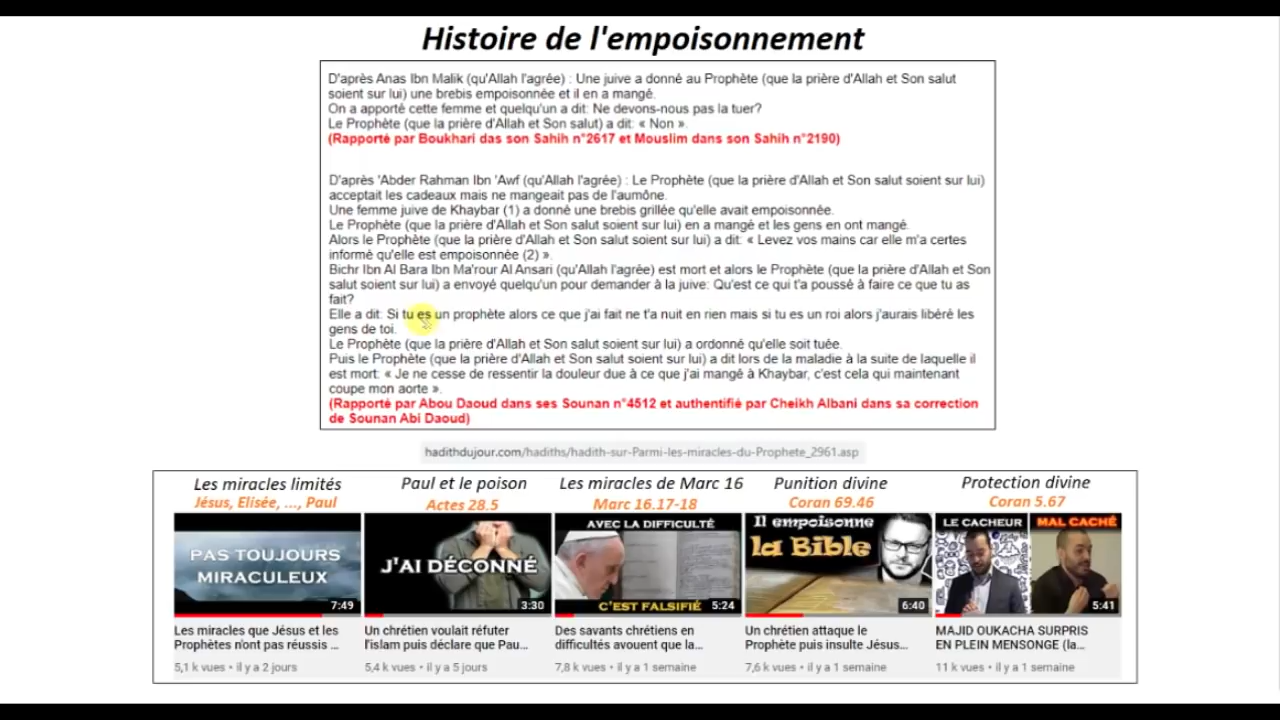 Histoire de l'empoisonnement
D'après Anas Ibn Malik (qu'Allah l'agrée) : Une juive a donné au Prophète (que la prière d'Allah et Son salut
soient sur lui) une brebis empoisonnée et il en a mangé.
On a apporté cette femme et quelqu'un a dit: Ne devons-nous pas la tuer?
Le Prophète (que la prière d'Allah et Son salut) a dit: « Non ».
(Rapporté par Boukhari das son Sahih n°2617 et Mouslim dans son Sahih n°2190)
D'après 'Abder Rahman Ibn 'Awf (qu'Allah l'agrée) : Le Prophète (que la prière d'Allah et Son salut soient sur lui)
acceptait les cadeaux mais ne mangeait pas de l'aumône.
Une femme juive de Khaybar (1) a donné une brebis grillée qu'elle avait empoisonnée.
Le Prophète (que la prière d'Allah et Son salut soient sur lui) en a mangé et les gens en ont mangé.
Alors le Prophète (que la prière d'Allah et Son salut soient sur lui) a dit: « Levez vos mains car elle m'a certes
informé qu'elle est empoisonnée (2) ».
Bichr Ibn Al Bara Ibn Ma'rour Al Ansari (qu'Allah l'agrée) est mort et alors le Prophète (que la prière d'Allah et Son
salut soient sur lui) a envoyé quelqu'un pour demander à la juive: Qu'est ce qui t'a poussé à faire ce que tu as
fait?
Elle a dit: Si tu es un prophète alors ce que j'ai fait ne t'a nuit en rien mais si tu es un roi alors j'aurais libéré les
gens de toi.
Le Prophète (que la prière d'Allah et Son salut soient sur lui) a ordonné qu'elle soit tuée.
Puis le Prophète (que la prière d'Allah et Son salut soient sur lui) a dit lors de la maladie à la suite de laquelle il
est mort: « Je ne cesse de ressentir la douleur due à ce que j'ai mangé à Khaybar, c'est cela qui maintenant
coupe mon aorte ».
(Rapporté par Abou Daoud dans ses Sounan n°4512 et authentifié par Cheikh Albani dans sa correction
de Sounan Abi Daoud)
hadithdujour.com/hadiths/hadith-sur-Parmi-les-miracles-du-Prophete_2961.asp
Les miracles limités
Jésus, Elisée, ..., Paul
PAS TOUJOURS
MIRACULEUX
7:49
Les miracles que Jésus et les
Prophètes n'ont pas réussis ...
5,1 k vues • il y a 2 jours
Paul et le poison
Actes 28.5
J'AI DÉCONNÉ
3:30
Un chrétien voulait réfuter
l'islam puis déclare que Pau...
5,4 k vues • il y a 5 jours
Les miracles de Marc 16
Marc 16.17-18
AVEC LA DIFFICULTÉ
C'EST FALSIFIÉ
5:24
Des savants chrétiens en
difficultés avouent que la...
7,8 k vues • il y a 1 semaine
Punition divine
Coran 69.46
Il empoisonne
la Bible
6:40
Un chrétien attaque le
Prophète puis insulte Jésus...
7,6 k vues • il y a 1 semaine
Protection divine
Coran 5.67
LE CACHEUR
MAL CACHÉ
5:41
MAJID OUKACHA SURPRIS
EN PLEIN MENSONGE (la...
11 k vues • il y a 1 semaine